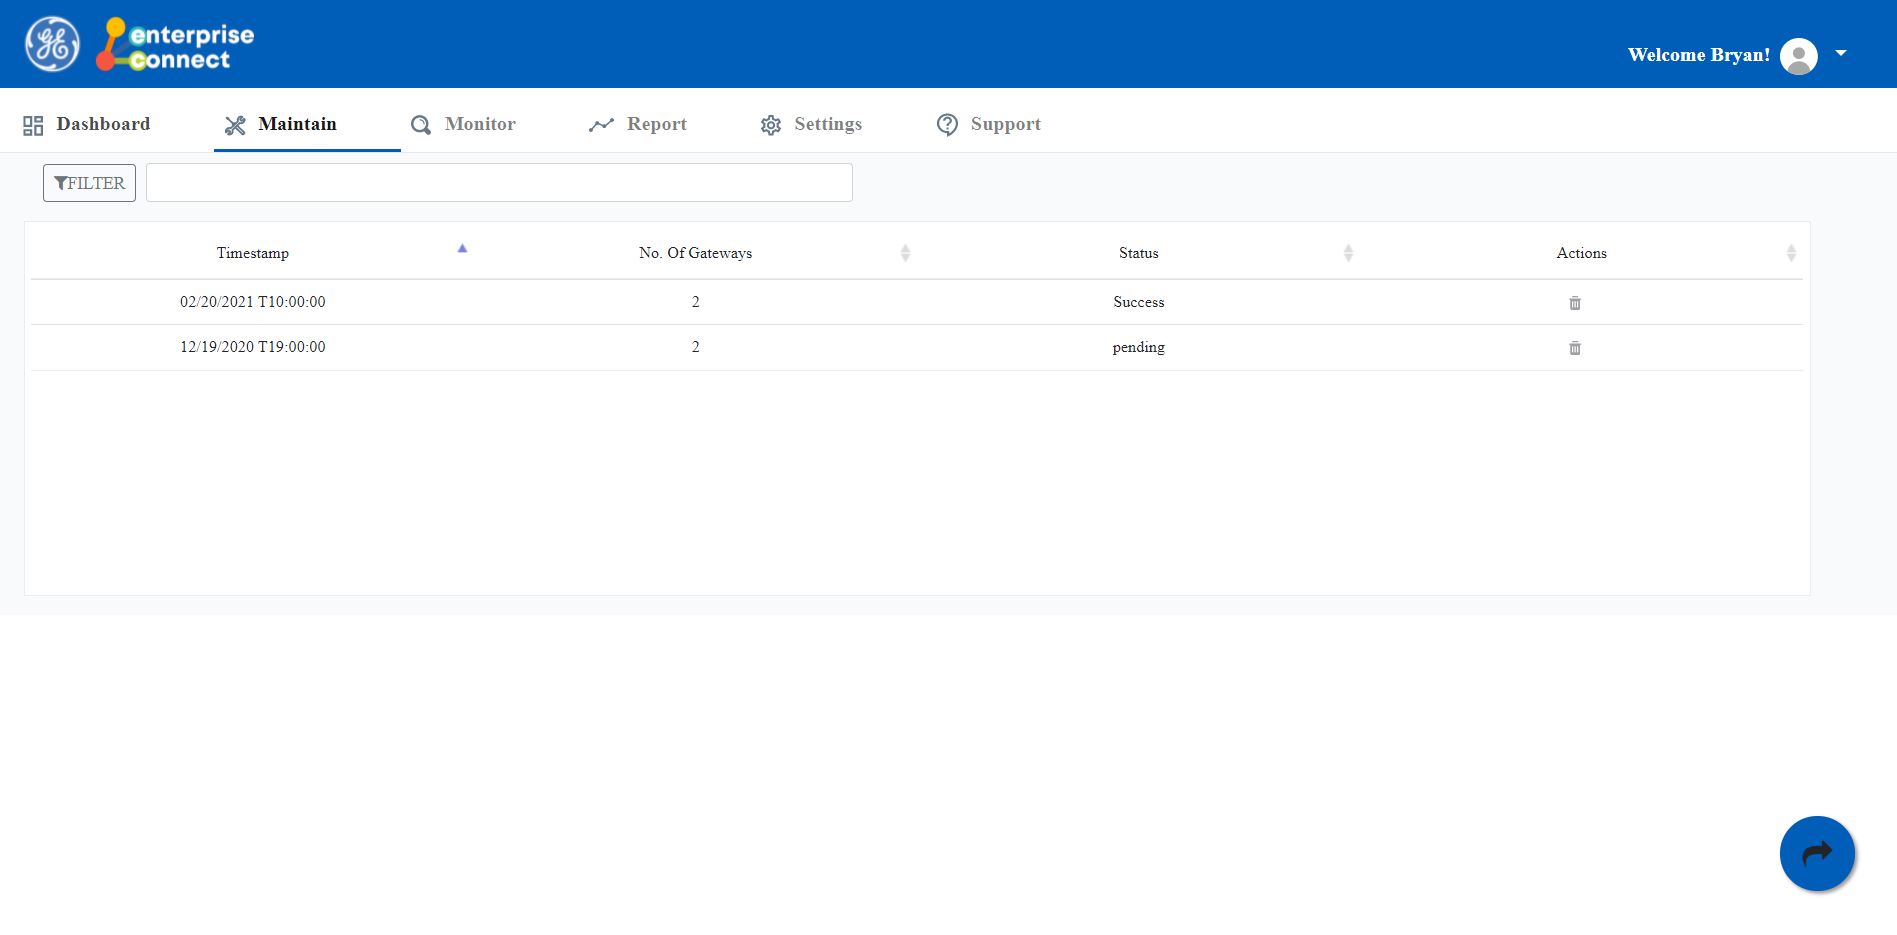 GE enterprise connect
Welcome Bryan!
Dashboard Maintain Monitor Report Settings Support
FILTER
Timestamp No. Of Gateways Status Actions
02/20/2021 T10:00:00 2 Success
12/19/2020 T19:00:00 2 pending